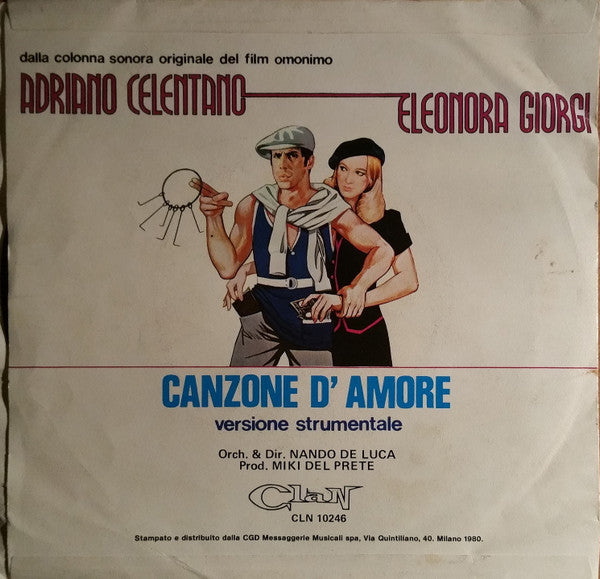 dalla colonna sonora originale del film omonimo
ADRIANO CELENTANO
ELEONORA GIORGI
CANZONE D' AMORE
versione strumentale
Orch. & Dir. NANDO DE LUCA
Prod. MIKI DEL PRETE
Clan
CLN 10246
Stampato e distribuito dalla CGD Messaggerie Musicali spa, Via Quintiliano, 40. Milano 1980.